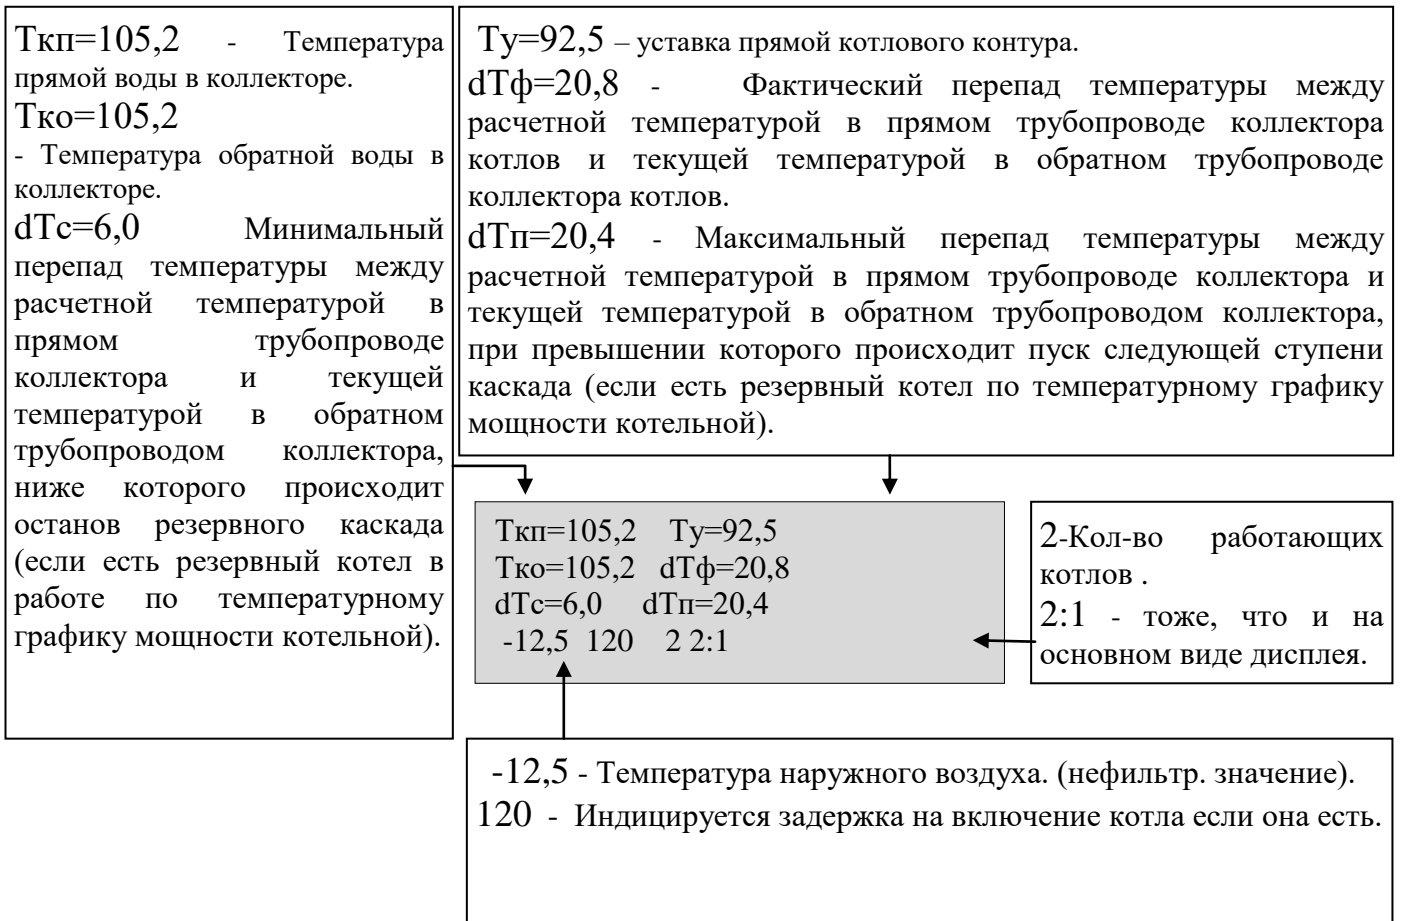 Ткп=105,2 - Температура
прямой воды в коллекторе.
Тко=105,2
- Температура обратной воды в
коллекторе.
dTc=6,0 Минимальный
перепад температуры между
расчетной температурой в
прямом трубопроводе
коллектора и текущей
температурой в обратном
трубопроводом коллектора,
ниже которого происходит
останов резервного каскада
(если есть резервный котел в
работе по температурному
графику мощности котельной).
Ту=92,5 – уставка прямой котлового контура.
dTф=20,8 - Фактический перепад температуры между
расчетной температурой в прямом трубопроводе коллектора
котлов и текущей температурой в обратном трубопроводе
коллектора котлов.
dTп=20,4 - Максимальный перепад температуры между
расчетной температурой в прямом трубопроводе коллектора и
текущей температурой в обратном трубопроводом коллектора,
при превышении которого происходит пуск следующей ступени
каскада (если есть резервный котел по температурному графику
мощности котельной).
Ткп=105,2 Ту=92,5
Тко=105,2 dTф=20,8
dTc=6,0 dTп=20,4
-12,5 120 2 2:1
2-Кол-во работающих
котлов .
2:1 - тоже, что и на
основном виде дисплея.
-12,5 - Температура наружного воздуха. (нефильтр. значение).
120 - Индицируется задержка на включение котла если она есть.